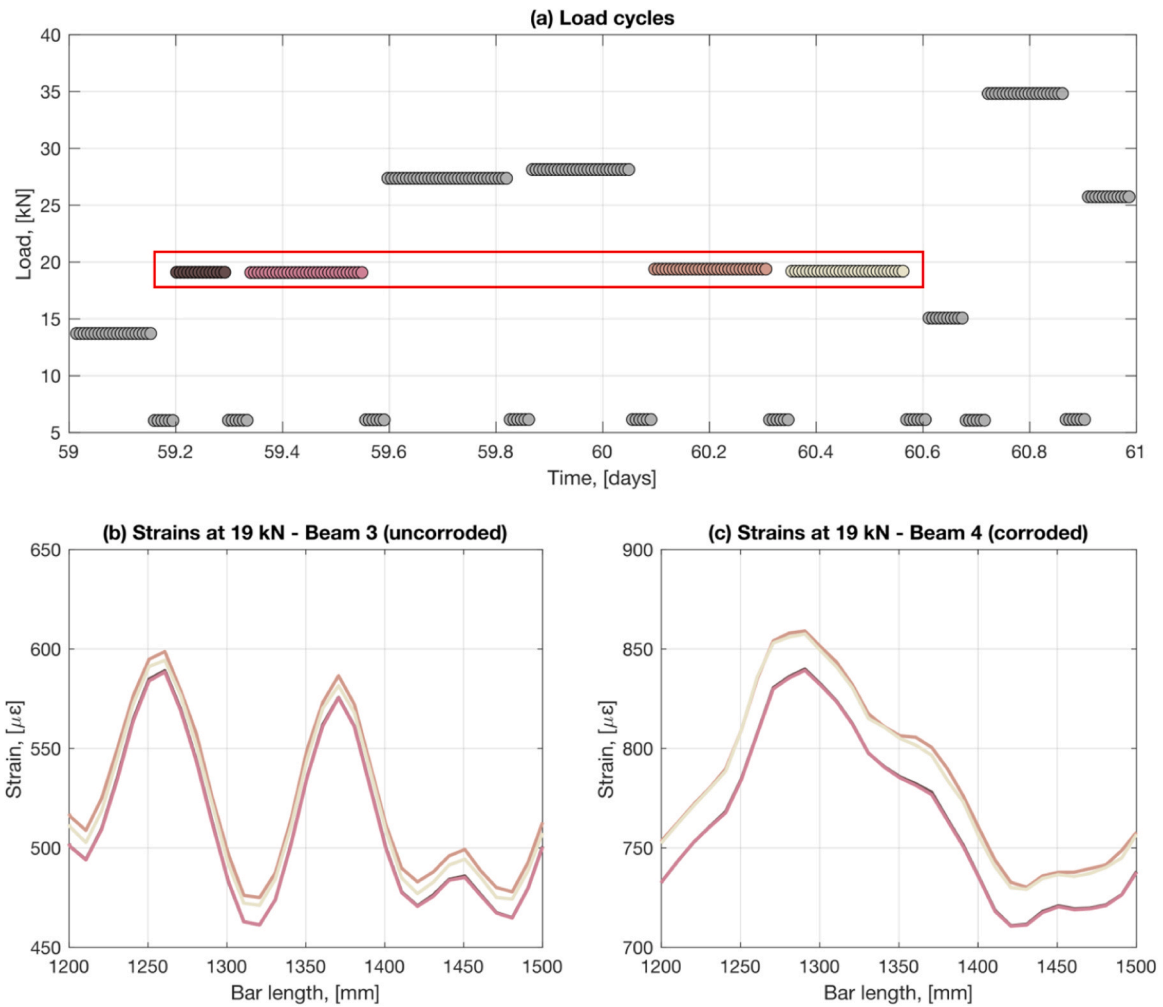 (a) Load cycles
40
35
30
25
20
15
10
5
Load, [kN]
59 59.2 59.4 59.6 59.8 60 60.2 60.4 60.6 60.8 61
Time, [days]
(b) Strains at 19 kN - Beam 3 (uncorroded)
650
600
550
500
450
Strain, [με]
1200 1250 1300 1350 1400 1450 1500
Bar length, [mm]
(c) Strains at 19 kN - Beam 4 (corroded)
900
850
800
750
700
Strain, [με]
1200 1250 1300 1350 1400 1450 1500
Bar length, [mm]